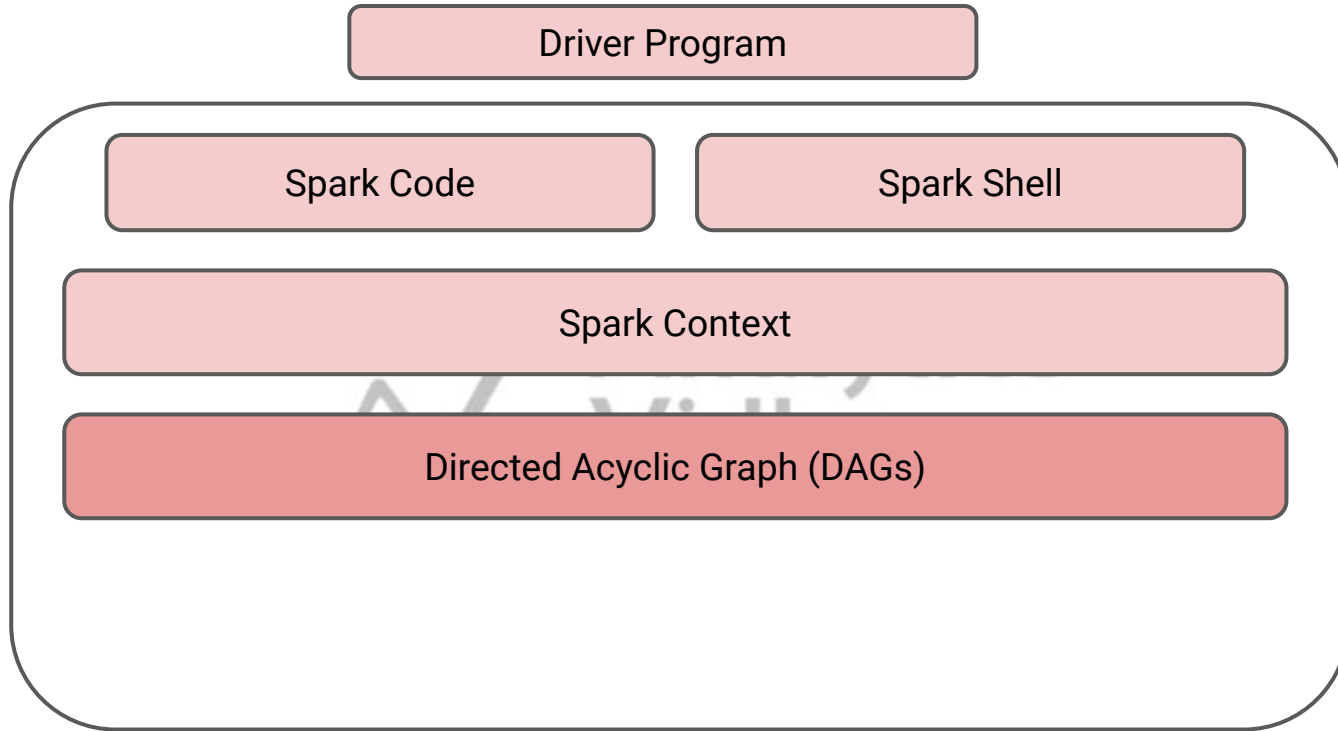 Driver Program
Spark Code
Spark Shell
Spark Context
Directed Acyclic Graph (DAGs)